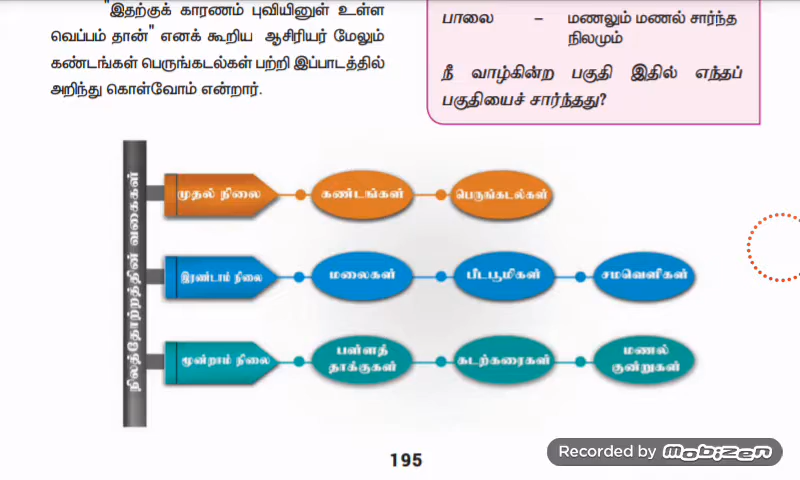 "இதற்குக் காரணம் புவியினுள் உள்ள
வெப்பம் தான்" எனக் கூறிய ஆசிரியர் மேலும்
கண்டங்கள் பெருங்கடல்கள் பற்றி இப்பாடத்தில்
அறிந்து கொள்வோம் என்றார்.
பாலை – மணலும் மணல் சார்ந்த
நிலமும்
நீ வாழ்கின்ற பகுதி இதில் எந்தப்
பகுதியைச் சார்ந்தது?
நிலத்தோற்றத்தின் வகைகள்
முதல் நிலை
கண்டங்கள்
பெருங்கடல்கள்
இரண்டாம் நிலை
மலைகள்
பீடபூமிகள்
சமவெளிகள்
மூன்றாம் நிலை
பள்ளத்
தாக்குகள்
கடற்கரைகள்
மணல்
குன்றுகள்
195
Recorded by mobizen